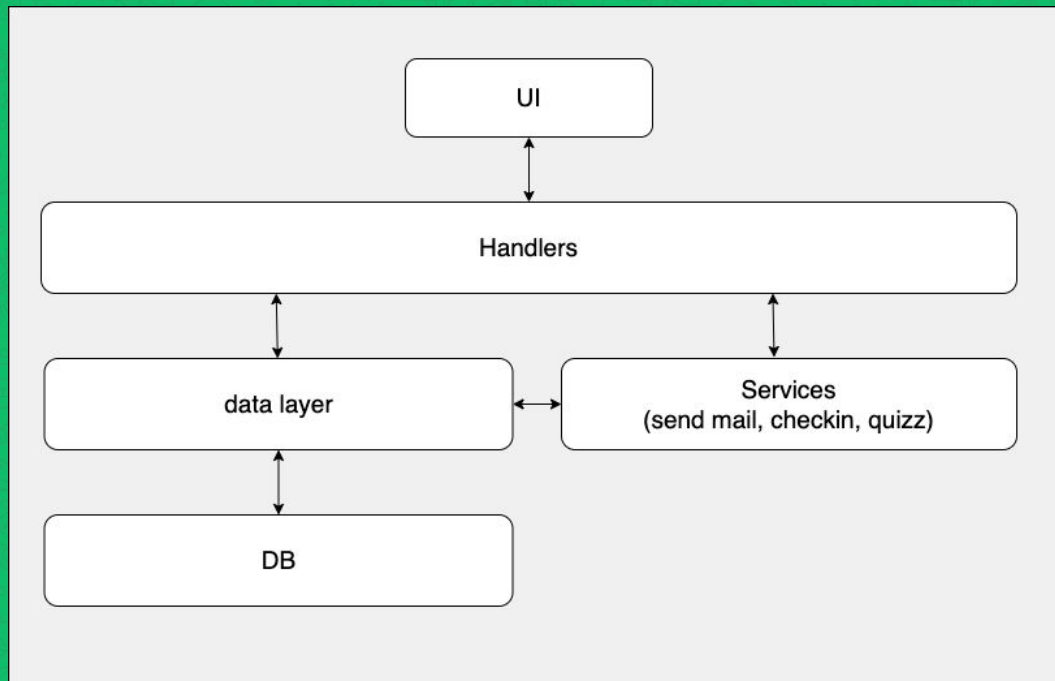 UI
Handlers
data layer
Services
(send mail, checkin, quizz)
DB